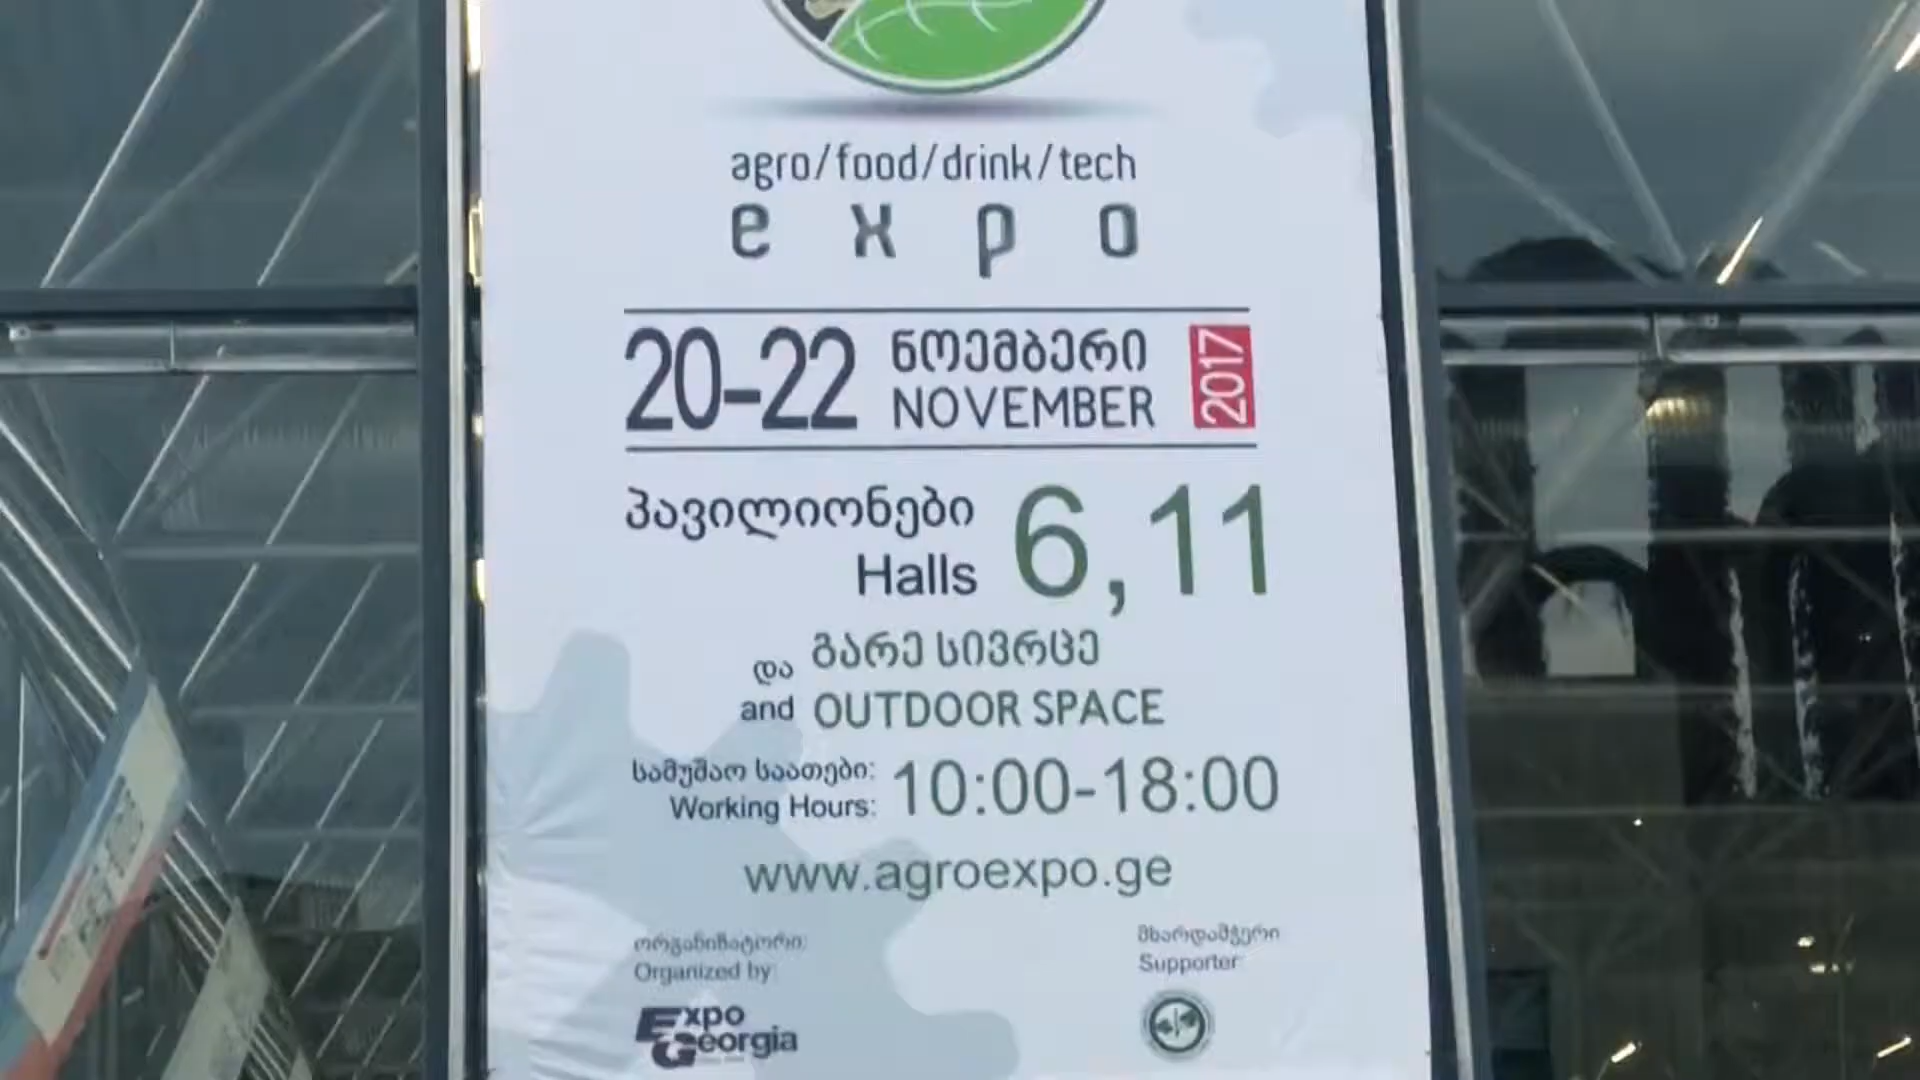 agro/food/drink/tech
expo
20-22 ნოემბერი 2017
NOVEMBER
პავილიონები 6,11
Halls
და გარე სივრცე
and OUTDOOR SPACE
სამუშაო საათები: 10:00-18:00
Working Hours:
www.agroexpo.ge
ორგანიზატორი: მხარდამჭერი
Organized by: Supporter
Expo
Georgia